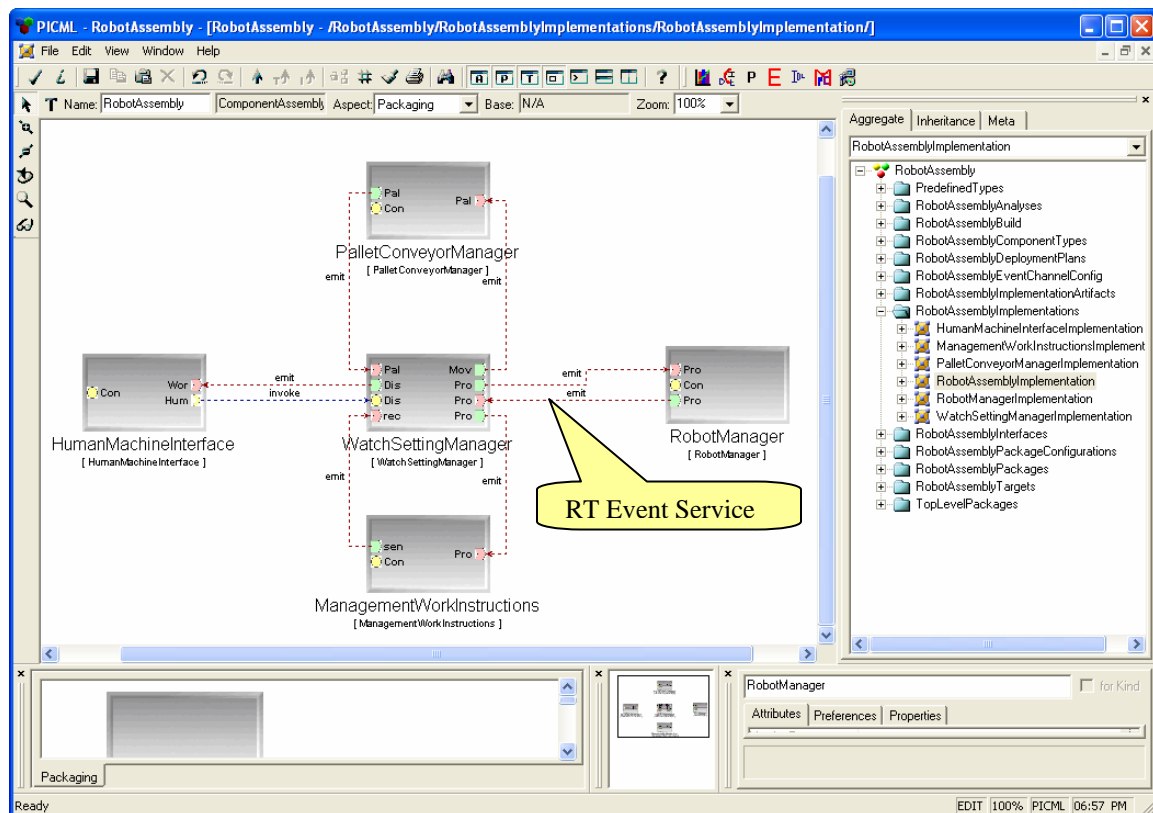 PICML - RobotAssembly - [RobotAssembly - /RobotAssembly/RobotAssemblyImplementations/RobotAssemblyImplementation/]
File Edit View Window Help
Name: RobotAssembly ComponentAssembly Aspect: Packaging Base: N/A Zoom: 100%
Aggregate Inheritance Meta
RobotAssemblyImplementation
RobotAssembly
PredefinedTypes
RobotAssemblyAnalyses
RobotAssemblyBuild
RobotAssemblyComponentTypes
RobotAssemblyDeploymentPlans
RobotAssemblyEventChannelConfig
RobotAssemblyImplementationArtifacts
RobotAssemblyImplementations
HumanMachineInterfaceImplementation
ManagementWorkInstructionsImplement
PalletConveyorManagerImplementation
RobotAssemblyImplementation
RobotManagerImplementation
WatchSettingManagerImplementation
RobotAssemblyInterfaces
RobotAssemblyPackageConfigurations
RobotAssemblyPackages
RobotAssemblyTargets
TopLevelPackages
Pal Pal
Con
PalletConveyorManager
[ PalletConveyorManager ]
emit
emit
Con
Wor
Hum
HumanMachineInterface
[ HumanMachineInterface ]
emit
invoke
Pal Mov
Dis Pro
Dis Pro
rec Pro
WatchSettingManager
[ WatchSettingManager ]
emit
emit
Pro
Con
Pro
RobotManager
[ RobotManager ]
emit
emit
RT Event Service
sen Pro
Con
ManagementWorkInstructions
[ ManagementWorkInstructions ]
Packaging
RobotManager
for Kind
Attributes Preferences Properties
Ready
EDIT 100% PICML 06:57 PM